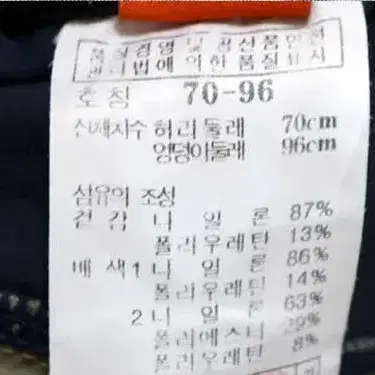 품질경영 및 공산품안전
관리법에 의한 품질표시
호칭 70-96
신체치수 허리둘레 70cm
엉덩이둘레 96cm
섬유의 조성
겉감 나일론 87%
폴리우레탄 13%
배색1 나일론 86%
폴리우레탄 14%
2 나일론 63%
폴리에스터 29%
폴리우레탄 8%